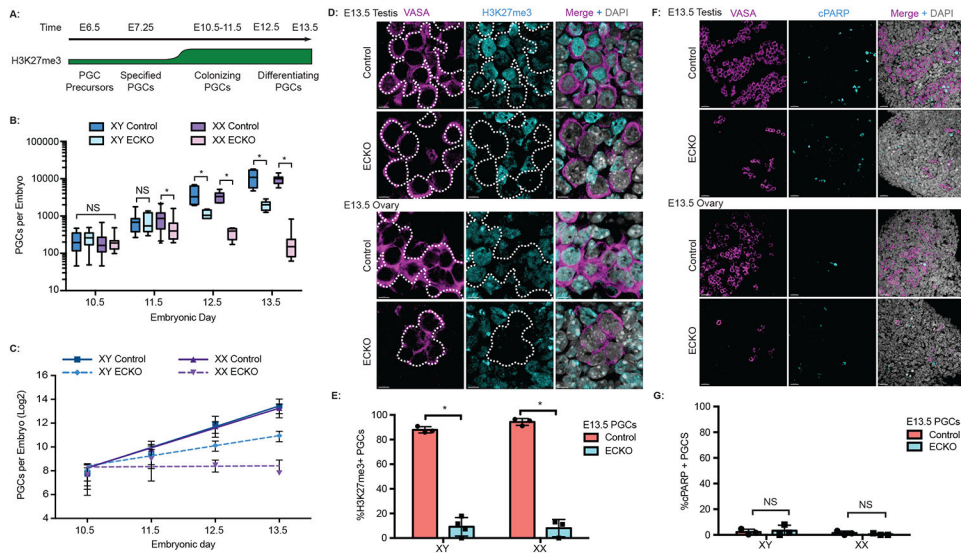 A:
Time E6.5 E7.25 E10.5-11.5 E12.5 E13.5
H3K27me3
PGC Precursors
Specified PGCs
Colonizing PGCs
Differentiating PGCs
B:
XY Control XX Control
XY ECKO XX ECKO
PGCs per Embryo
100000
10000
1000
100
10
NS NS * * * * *
10.5 11.5 12.5 13.5
Embryonic Day
C:
XY Control XX Control
XY ECKO XX ECKO
PGCs per Embryo (Log2)
16
14
12
10
8
6
4
10.5 11.5 12.5 13.5
Embryonic day
D:
E13.5 Testis VASA H3K27me3 Merge + DAPI
Control
ECKO
E13.5 Ovary
Control
ECKO
E:
%H3K27me3+ PGCs
100
80
60
40
20
0
* *
E13.5 PGCs
Control
ECKO
XY XX
F:
E13.5 Testis VASA cPARP Merge + DAPI
Control
ECKO
E13.5 Ovary
Control
ECKO
G:
%cPARP + PGCS
100
80
60
40
20
0
NS NS
E13.5 PGCs
Control
ECKO
XY XX